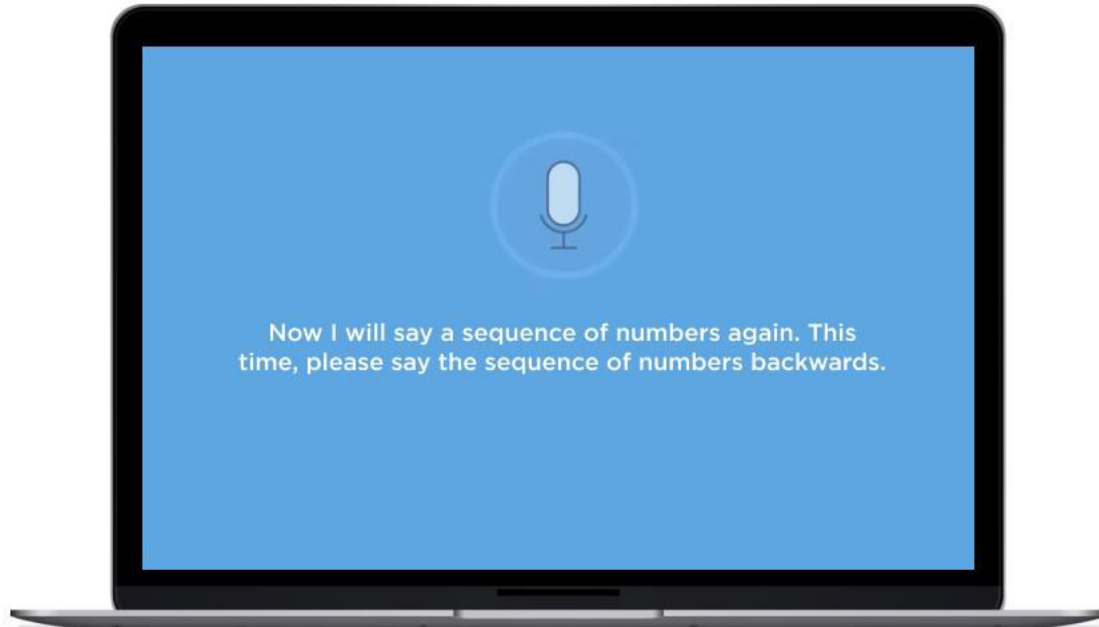 Now I will say a sequence of numbers again. This
time, please say the sequence of numbers backwards.